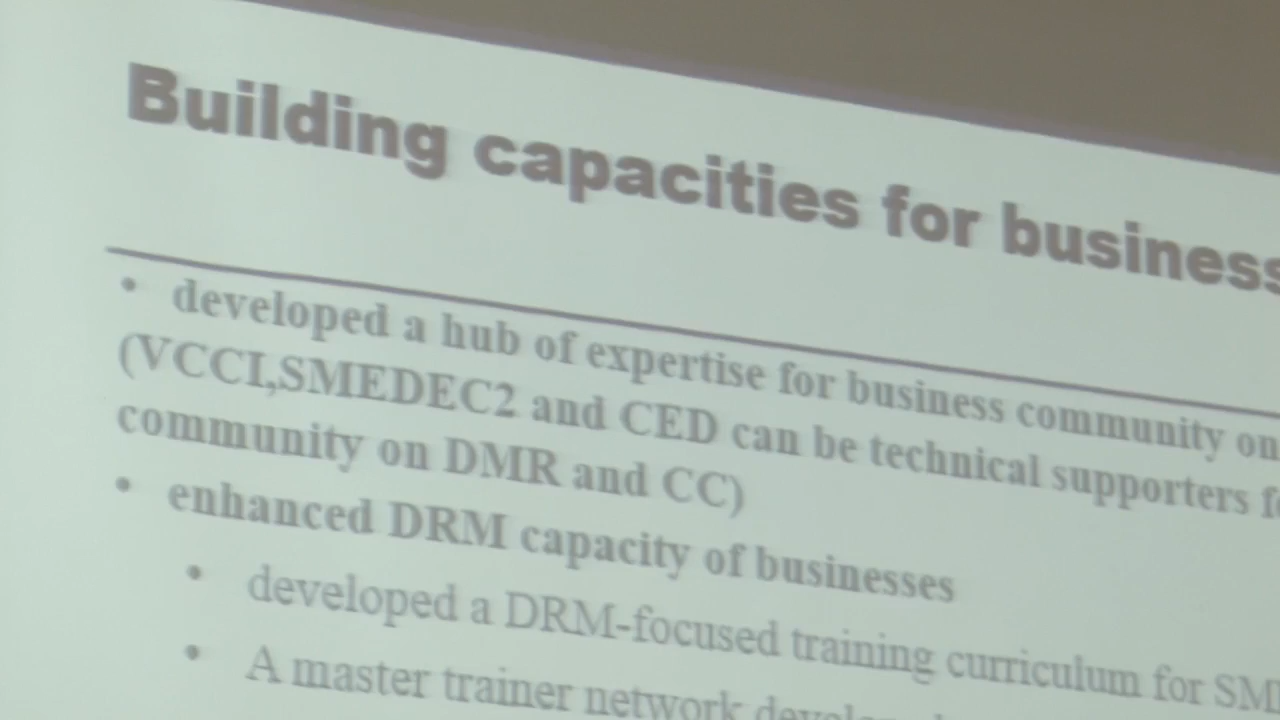 Building capacities for business
• developed a hub of expertise for business community on
(VCCI,SMEDEC2 and CED can be technical supporters
community on DMR and CC)
• enhanced DRM capacity of businesses
• developed a DRM-focused training curriculum for
• A master trainer network